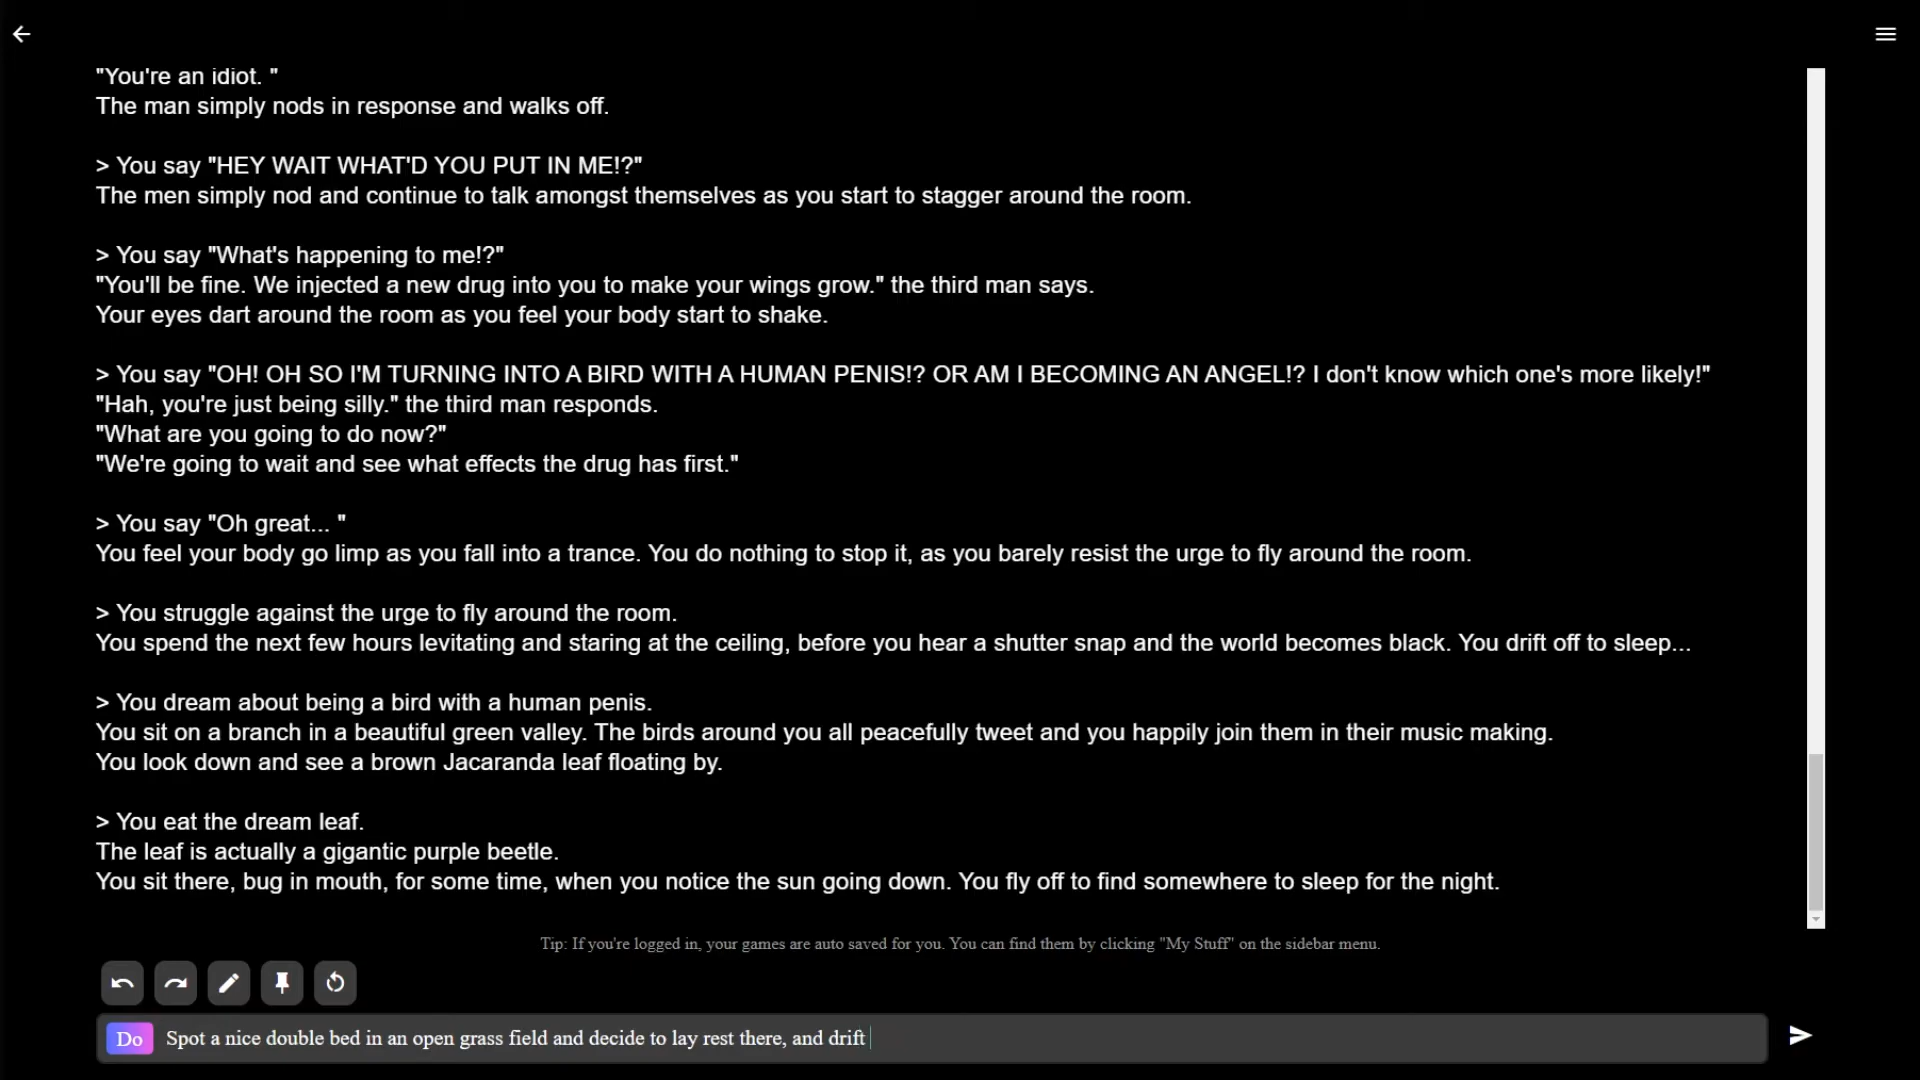 "You're an idiot. "
The man simply nods in response and walks off.
> You say "HEY WAIT WHAT'D YOU PUT IN ME!?"
The men simply nod and continue to talk amongst themselves as you start to stagger around the room.
> You say "What's happening to me!?"
"You'll be fine. We injected a new drug into you to make your wings grow." the third man says.
Your eyes dart around the room as you feel your body start to shake.
> You say "OH! OH SO I'M TURNING INTO A BIRD WITH A HUMAN PENIS!? OR AM I BECOMING AN ANGEL!? I don't know which one's more likely!"
"Hah, you're just being silly." the third man responds.
"What are you going to do now?"
"We're going to wait and see what effects the drug has first."
> You say "Oh great... "
You feel your body go limp as you fall into a trance. You do nothing to stop it, as you barely resist the urge to fly around the room.
> You struggle against the urge to fly around the room.
You spend the next few hours levitating and staring at the ceiling, before you hear a shutter snap and the world becomes black. You drift off to sleep...
> You dream about being a bird with a human penis.
You sit on a branch in a beautiful green valley. The birds around you all peacefully tweet and you happily join them in their music making.
You look down and see a brown Jacaranda leaf floating by.
> You eat the dream leaf.
The leaf is actually a gigantic purple beetle.
You sit there, bug in mouth, for some time, when you notice the sun going down. You fly off to find somewhere to sleep for the night.
Tip: If you're logged in, your games are auto saved for you. You can find them by clicking "My Stuff" on the sidebar menu.
Do Spot a nice double bed in an open grass field and decide to lay rest there, and drift